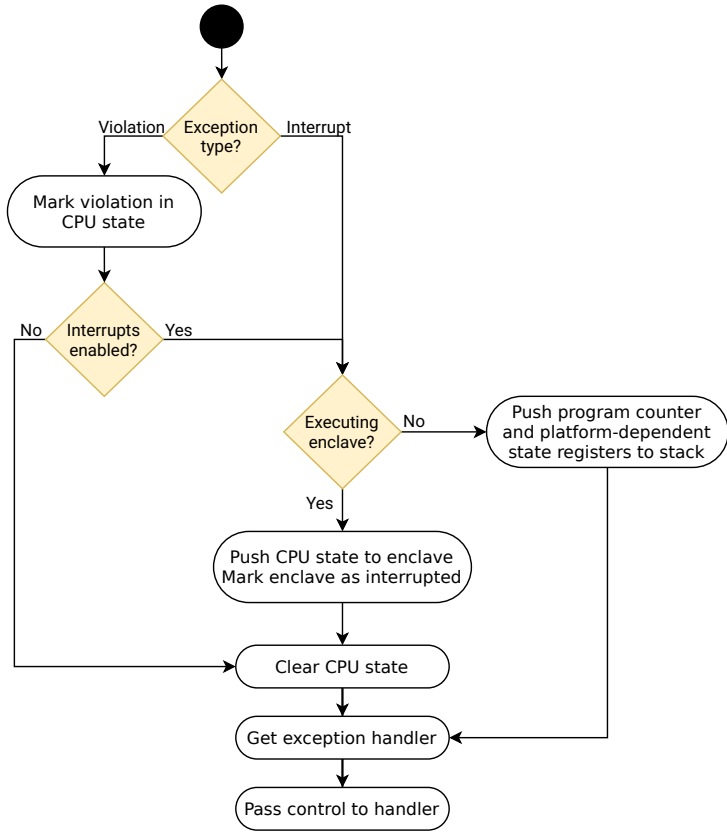 Violation
Exception
type?
Interrupt
Mark violation in
CPU state
No
Interrupts
enabled?
Yes
Executing
enclave?
No
Push program counter
and platform-dependent
state registers to stack
Yes
Push CPU state to enclave
Mark enclave as interrupted
Clear CPU state
Get exception handler
Pass control to handler